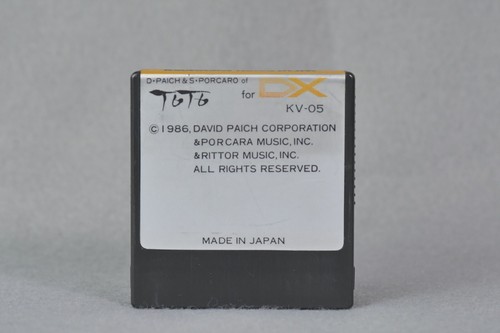 D·PAICH & S·PORCARO of
TOTO for DX
KV-05
© 1986, DAVID PAICH CORPORATION
& PORCARA MUSIC, INC.
& RITTOR MUSIC, INC.
ALL RIGHTS RESERVED.
MADE IN JAPAN